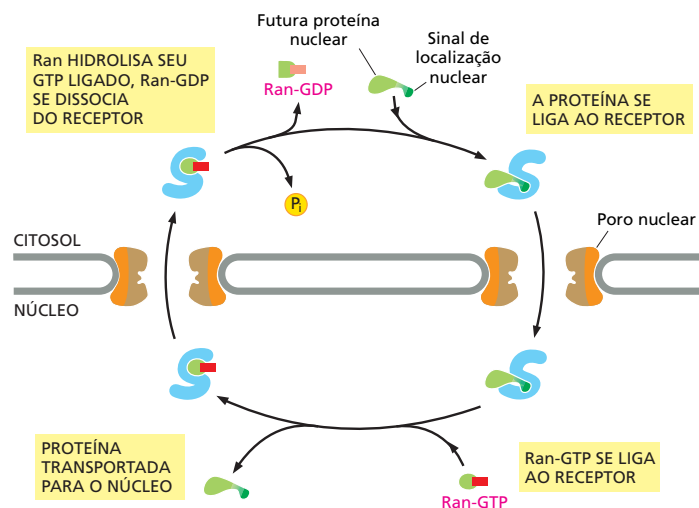 Futura proteína
nuclear
Sinal de
localização
nuclear
Ran HIDROLISA SEU
GTP LIGADO, Ran-GDP
SE DISSOCIA
DO RECEPTOR
Ran-GDP
A PROTEÍNA SE
LIGA AO RECEPTOR
Pi
Poro nuclear
CITOSOL
NÚCLEO
PROTEÍNA
TRANSPORTADA
PARA O NÚCLEO
Ran-GTP
Ran-GTP SE LIGA
AO RECEPTOR